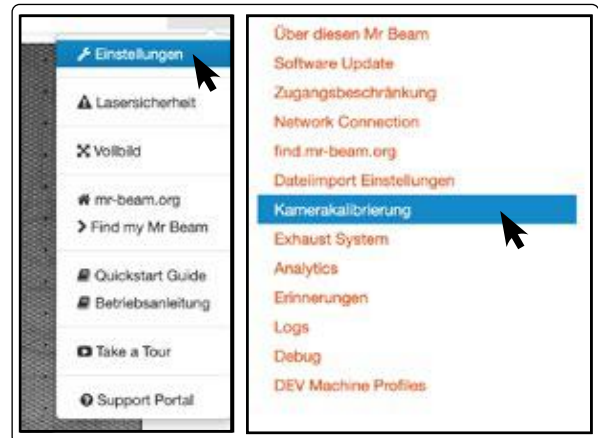 Einstellungen
Lasersicherheit
Vollbild
mr-beam.org
Find my Mr Beam
Quickstart Guide
Betriebsanleitung
Take a Tour
Support Portal
Über diesen Mr Beam
Software Update
Zugangsbeschränkung
Network Connection
find.mr-beam.org
Dateiimport Einstellungen
Kamerakalibrierung
Exhaust System
Analytics
Erinnerungen
Logs
Debug
DEV Machine Profiles